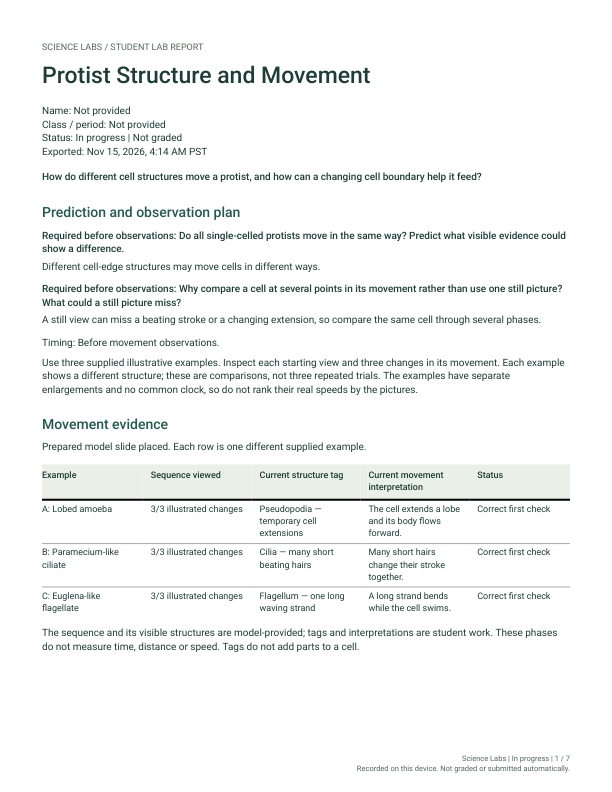 SCIENCE LABS / STUDENT LAB REPORT
Protist Structure and Movement
Name: Not provided
Class / period: Not provided
Status: In progress | Not graded
Exported: Nov 15, 2026, 4:14 AM PST
How do different cell structures move a protist, and how can a changing cell boundary help it feed?
Prediction and observation plan
Required before observations: Do all single-celled protists move in the same way? Predict what visible evidence could
show a difference.
Different cell-edge structures may move cells in different ways.
Required before observations: Why compare a cell at several points in its movement rather than use one still picture?
What could a still picture miss?
A still view can miss a beating stroke or a changing extension, so compare the same cell through several phases.
Timing: Before movement observations.
Use three supplied illustrative examples. Inspect each starting view and three changes in its movement. Each example
shows a different structure; these are comparisons, not three repeated trials. The examples have separate
enlargements and no common clock, so do not rank their real speeds by the pictures.
Movement evidence
Prepared model slide placed. Each row is one different supplied example.
Example Sequence viewed Current structure tag Current movement Status
interpretation
A: Lobed amoeba 3/3 illustrated changes Pseudopodia — The cell extends a lobe Correct first check
temporary cell and its body flows
extensions forward.
B: Paramecium-like 3/3 illustrated changes Cilia — many short Many short hairs Correct first check
ciliate beating hairs change their stroke
together.
C: Euglena-like 3/3 illustrated changes Flagellum — one long A long strand bends Correct first check
flagellate waving strand while the cell swims.
The sequence and its visible structures are model-provided; tags and interpretations are student work. These phases
do not measure time, distance or speed. Tags do not add parts to a cell.
Science Labs | In progress | 1 / 7
Recorded on this device. Not graded or submitted automatically.